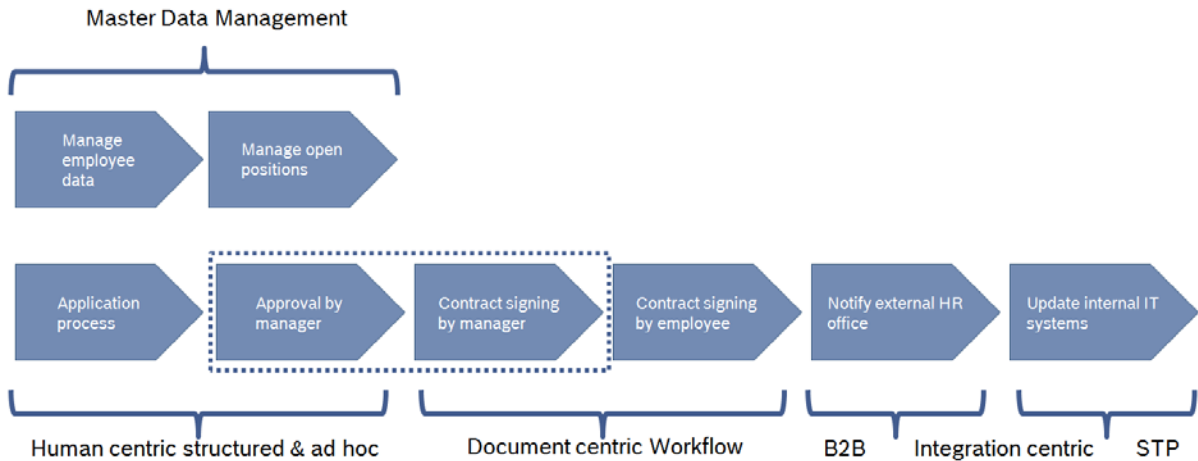 Master Data Management
Manage
employee
data
Manage open
positions
Application
process
Approval by
manager
Contract signing
by manager
Contract signing
by employee
Notify external HR
office
Update internal IT
systems
Human centric structured & ad hoc
Document centric Workflow
B2B
Integration centric
STP